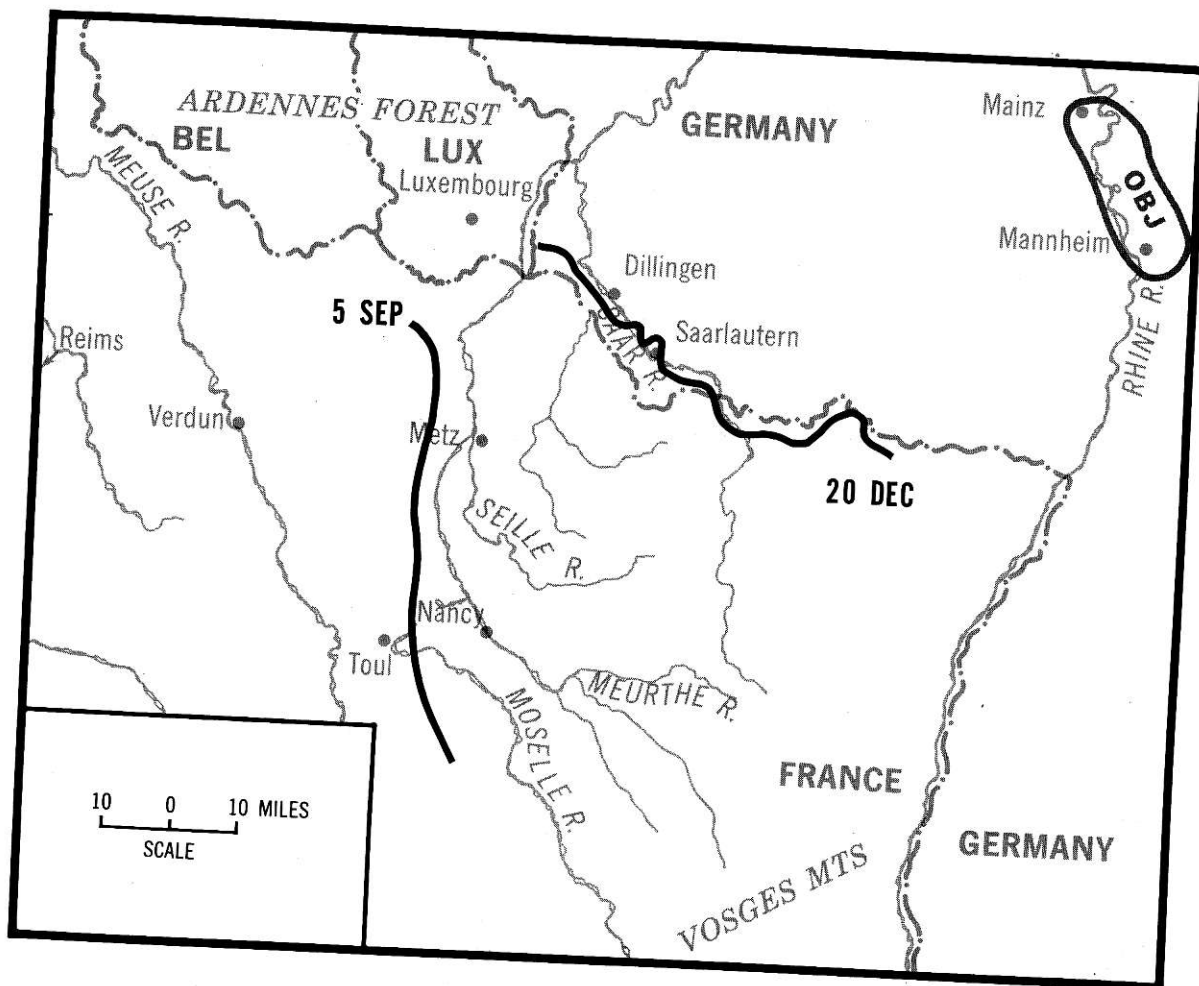 ARDENNES FOREST
BEL
LUX
Luxembourg
GERMANY
Mainz
OBJ
Mannheim
MEUSE R.
Dillingen
5 SEP
SAAR R.
Saarlautern
RHINE R.
Reims
Verdun
Metz
20 DEC
SEILLE R.
Nancy
Toul
MEURTHE R.
MOSELLE R.
FRANCE
10 0 10 MILES
SCALE
GERMANY
VOSGES MTS